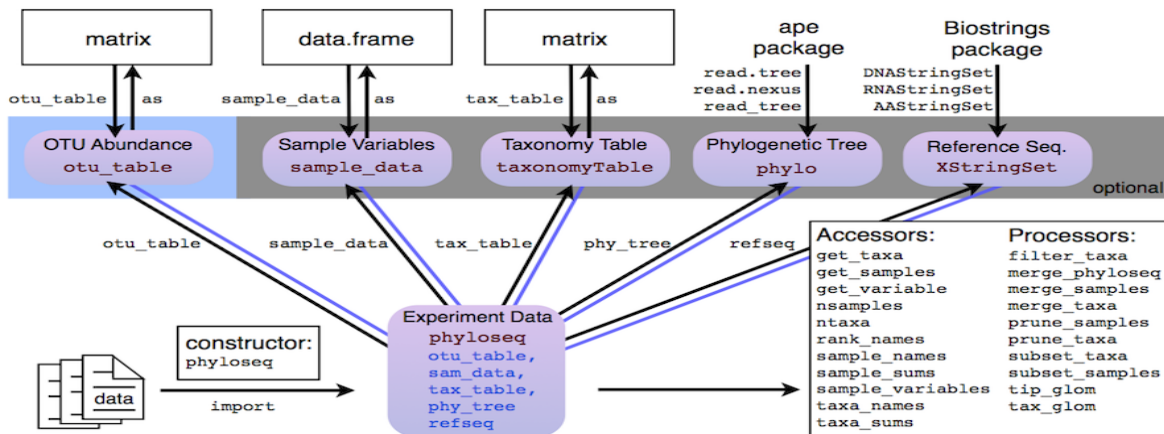 matrix
data.frame
matrix
ape
package
Biostrings
package
read.tree
read.nexus
read_tree
DNAStringSet
RNAStringSet
AAStringSet
otu_table
as
sample_data
as
tax_table
as
OTU Abundance
otu_table
Sample Variables
sample_data
Taxonomy Table
taxonomyTable
Phylogenetic Tree
phylo
Reference Seq.
XStringSet
optional
otu_table
sample_data
tax_table
phy_tree
refseq
Accessors:
get_taxa
get_samples
get_variable
nsamples
ntaxa
rank_names
sample_names
sample_sums
sample_variables
taxa_names
taxa_sums
Processors:
filter_taxa
merge_phyloseq
merge_samples
merge_taxa
prune_samples
prune_taxa
subset_taxa
subset_samples
tip_glom
tax_glom
Experiment Data
phyloseq
otu_table,
sam_data,
tax_table,
phy_tree
refseq
constructor:
phyloseq
data
import